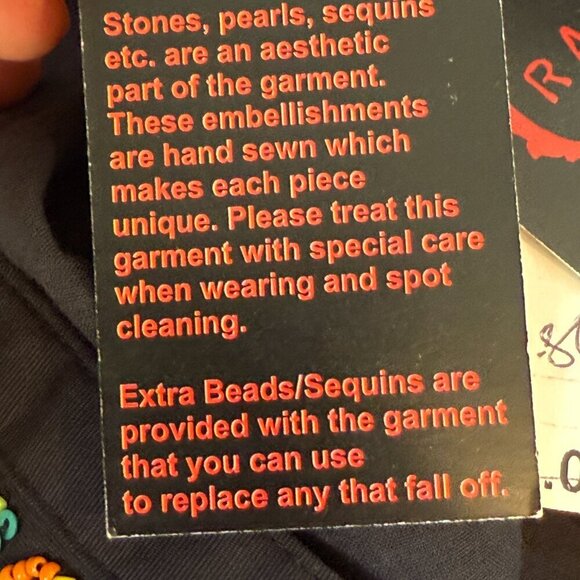 Stones, pearls, sequins
etc. are an aesthetic
part of the garment.
These embellishments
are hand sewn which
makes each piece
unique. Please treat this
garment with special care
when wearing and spot
cleaning.
Extra Beads/Sequins are
provided with the garment
that you can use
to replace any that fall off.
RA
.0